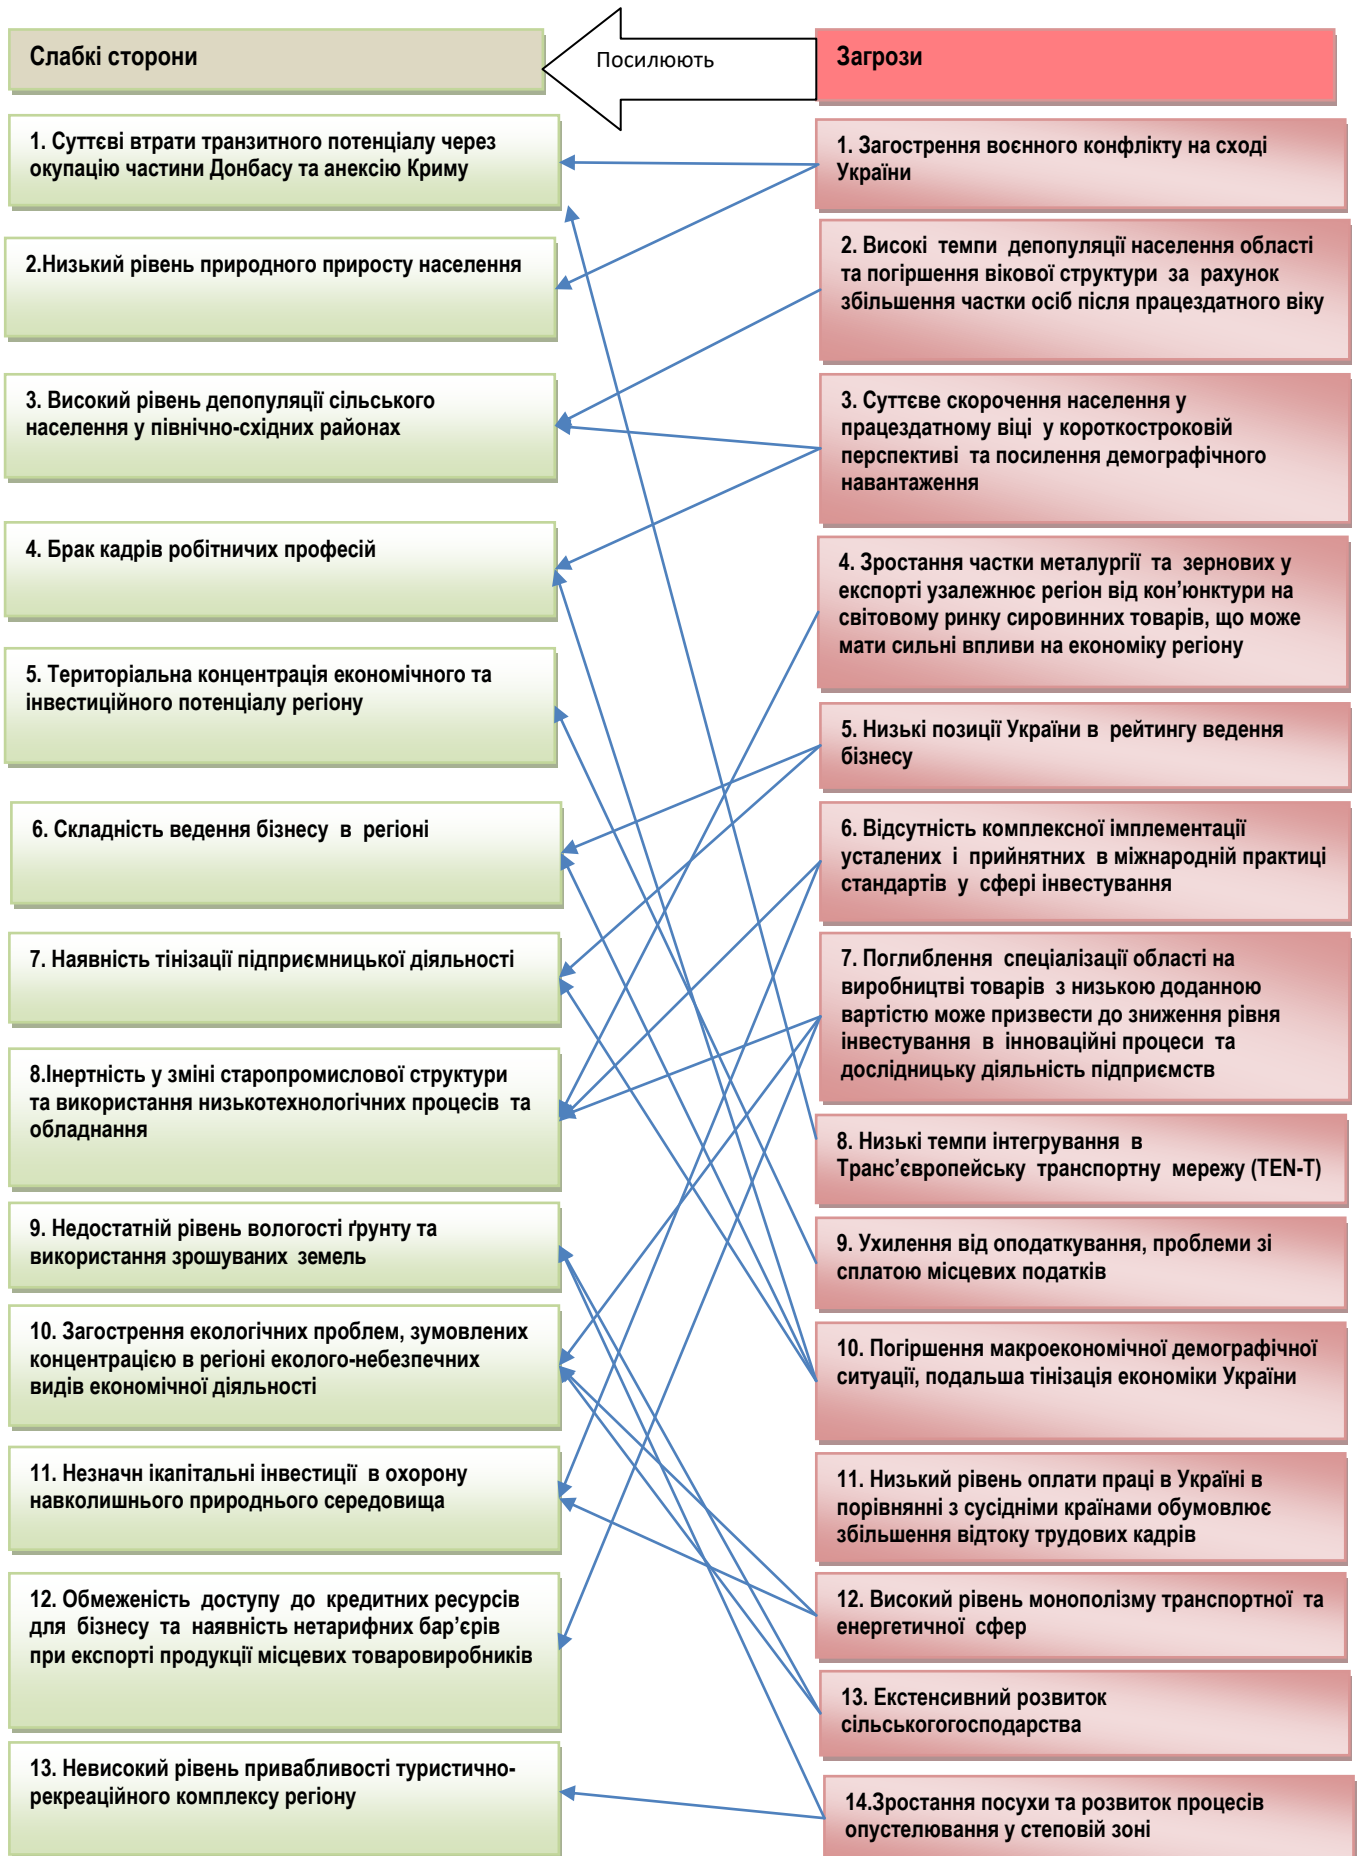 Слабкі сторони
Посилюють
Загрози
1. Суттєві втрати транзитного потенціалу через
окупацію частини Донбасу та анексію Криму
2.Низький рівень природного приросту населення
3. Високий рівень депопуляції сільського
населення у північно-східних районах
4. Брак кадрів робітничих професій
5. Територіальна концентрація економічного та
інвестиційного потенціалу регіону
6. Складність ведення бізнесу в регіоні
7. Наявність тінізації підприємницької діяльності
8.Інертність у зміні старопромислової структури
та використання низькотехнологічних процесів та
обладнання
9. Недостатній рівень вологості ґрунту та
використання зрошуваних земель
10. Загострення екологічних проблем, зумовлених
концентрацією в регіоні еколого-небезпечних
видів економічної діяльності
11. Незначн ікапітальні інвестиції в охорону
навколишнього природнього середовища
12. Обмеженість доступу до кредитних ресурсів
для бізнесу та наявність нетарифних бар’єрів
при експорті продукції місцевих товаровиробників
13. Невисокий рівень привабливості туристично-
рекреаційного комплексу регіону
1. Загострення воєнного конфлікту на сході
України
2. Високі темпи депопуляції населення області
та погіршення вікової структури за рахунок
збільшення частки осіб після працездатного віку
3. Суттєве скорочення населення у
працездатному віці у короткостроковій
перспективі та посилення демографічного
навантаження
4. Зростання частки металургії та зернових у
експорті узалежнює регіон від кон’юнктури на
світовому ринку сировинних товарів, що може
мати сильні впливи на економіку регіону
5. Низькі позиції України в рейтингу ведення
бізнесу
6. Відсутність комплексної імплементації
усталених і прийнятних в міжнародній практиці
стандартів у сфері інвестування
7. Поглиблення спеціалізації області на
виробництві товарів з низькою доданною
вартістю може призвести до зниження рівня
інвестування в інноваційні процеси та
дослідницьку діяльність підприємств
8. Низькі темпи інтегрування в
Транс’європейську транспортну мережу (TEN-T)
9. Ухилення від оподаткування, проблеми зі
сплатою місцевих податків
10. Погіршення макроекономічної демографічної
ситуації, подальша тінізація економіки України
11. Низький рівень оплати праці в Україні в
порівнянні з сусідніми країнами обумовлює
збільшення відтоку трудових кадрів
12. Високий рівень монополізму транспортної та
енергетичної сфер
13. Екстенсивний розвиток
сільськогогосподарства
14.Зростання посухи та розвиток процесів
опустелювання у степовій зоні